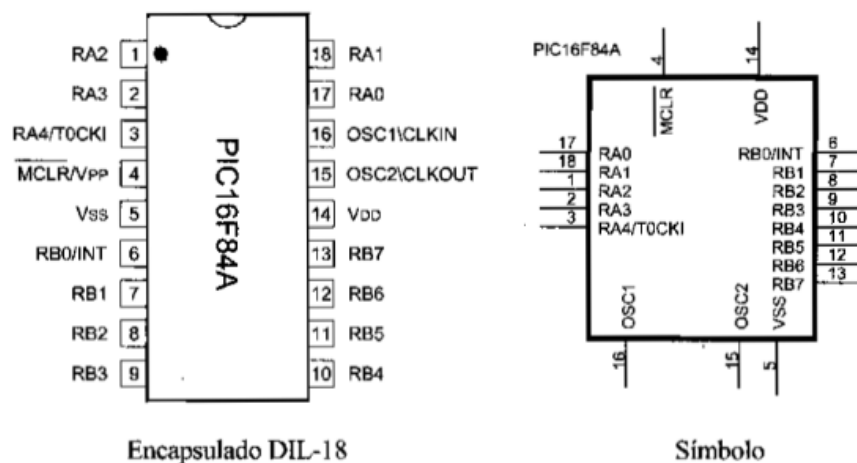 RA2 1 18 RA1
RA3 2 17 RA0
RA4/T0CKI 3 16 OSC1\CLKIN
MCLR/VPP 4 15 OSC2\CLKOUT
VSS 5 14 VDD
RB0/INT 6 13 RB7
RB1 7 12 RB6
RB2 8 11 RB5
RB3 9 10 RB4
PIC16F84A
Encapsulado DIL-18
PIC16F84A
4 14
MCLR VDD
17 RA0 RB0/INT 6
18 RA1 RB1 7
1 RA2 RB2 8
2 RA3 RB3 9
3 RA4/T0CKI RB4 10
RB5 11
RB6 12
RB7 13
OSC1 OSC2 VSS
16 15 5
Símbolo